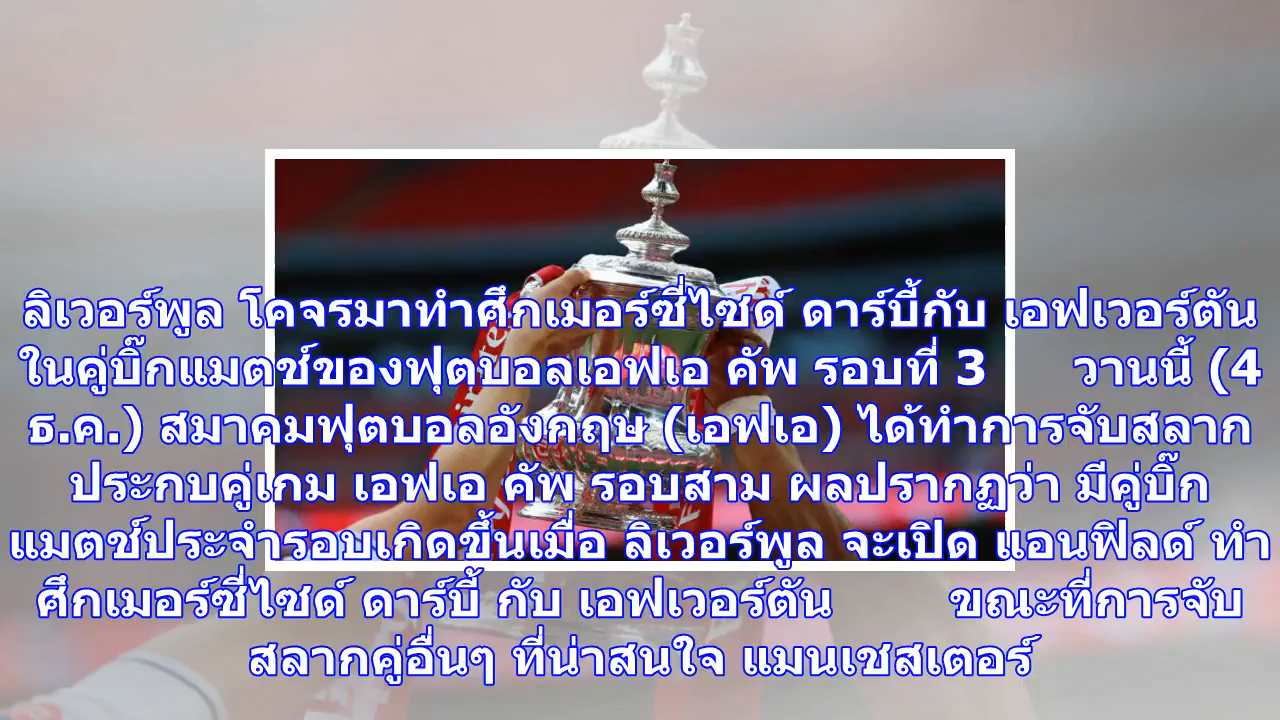 ลิเวอร์พูล โคจรมาทำศึกเมอร์ซี่ไซด์ ดาร์บี้กับ เอฟเวอร์ตัน
ในคู่บิ๊กแมตช์ของฟุตบอลเอฟเอ คัพ รอบที่ 3 วานนี้ (4
ธ.ค.) สมาคมฟุตบอลอังกฤษ (เอฟเอ) ได้ทำการจับสลาก
ประกบคู่เกม เอฟเอ คัพ รอบสาม ผลปรากฏว่า มีคู่บิ๊ก
แมตช์ประจำรอบเกิดขึ้นเมื่อ ลิเวอร์พูล จะเปิด แอนฟิลด์ ทำ
ศึกเมอร์ซี่ไซด์ ดาร์บี้ กับ เอฟเวอร์ตัน ขณะที่การจับ
สลากคู่อื่นๆ ที่น่าสนใจ แมนเชสเตอร์